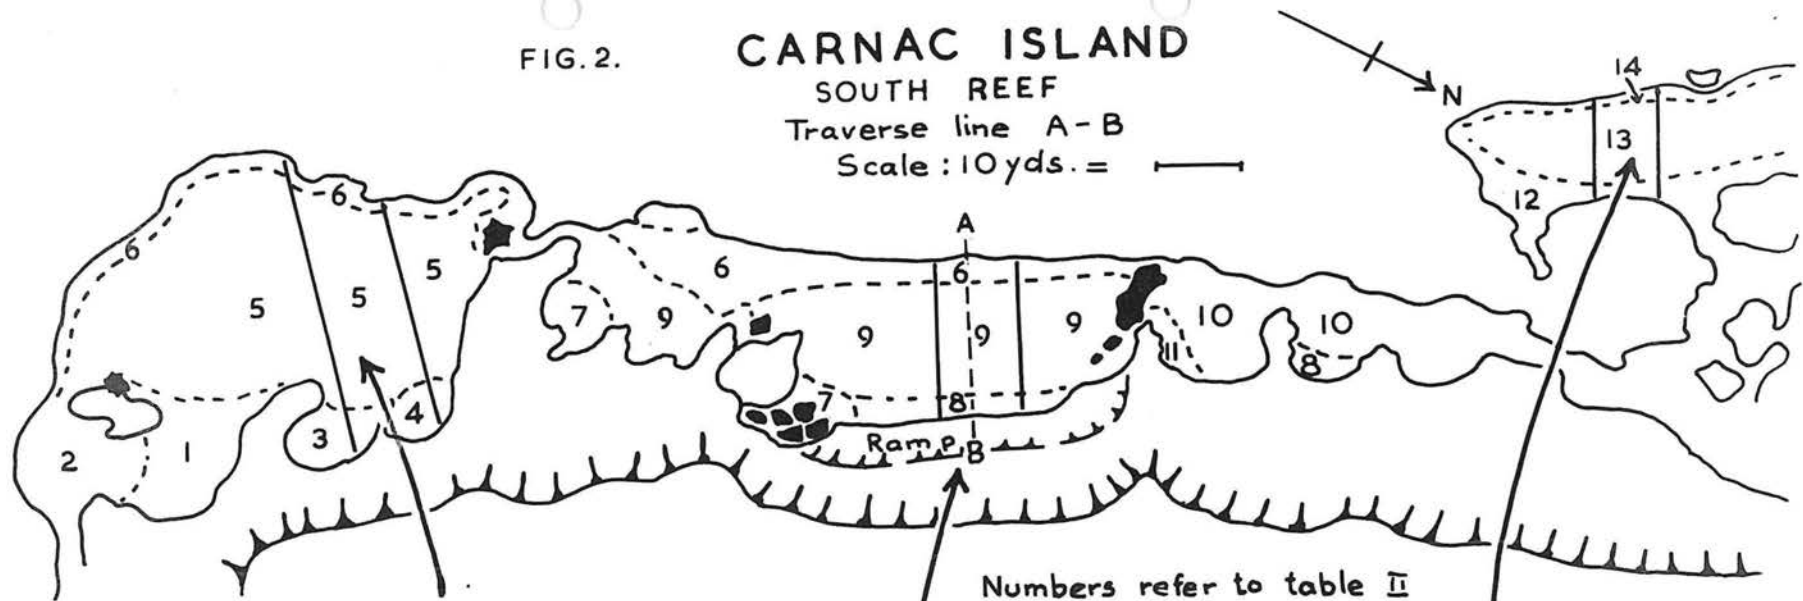 FIG. 2.
CARNAC ISLAND
SOUTH REEF
Traverse line A-B
Scale : 10 yds. =
N
14
13
12
6
6
5
5
5
A
6
6
7
9
9
9
9
10
10
11
8
4
3
7
8
2
1
Ramp
B
Numbers refer to table II